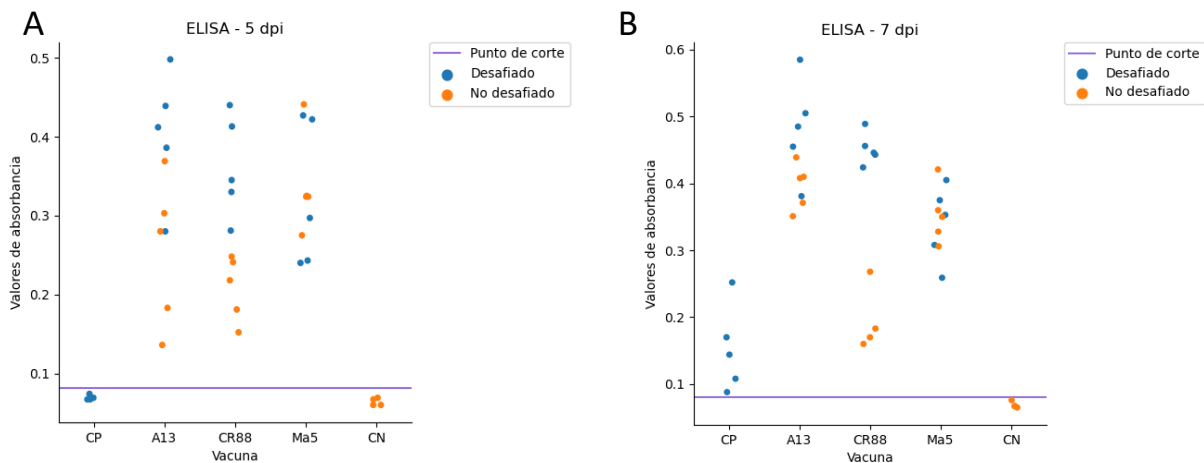 A
ELISA - 5 dpi
Punto de corte
Desafiado
No desafiado
Valores de absorbancia
0.5
0.4
0.3
0.2
0.1
CP A13 CR88 Ma5 CN
Vacuna
B
ELISA - 7 dpi
Punto de corte
Desafiado
No desafiado
Valores de absorbancia
0.6
0.5
0.4
0.3
0.2
0.1
CP A13 CR88 Ma5 CN
Vacuna